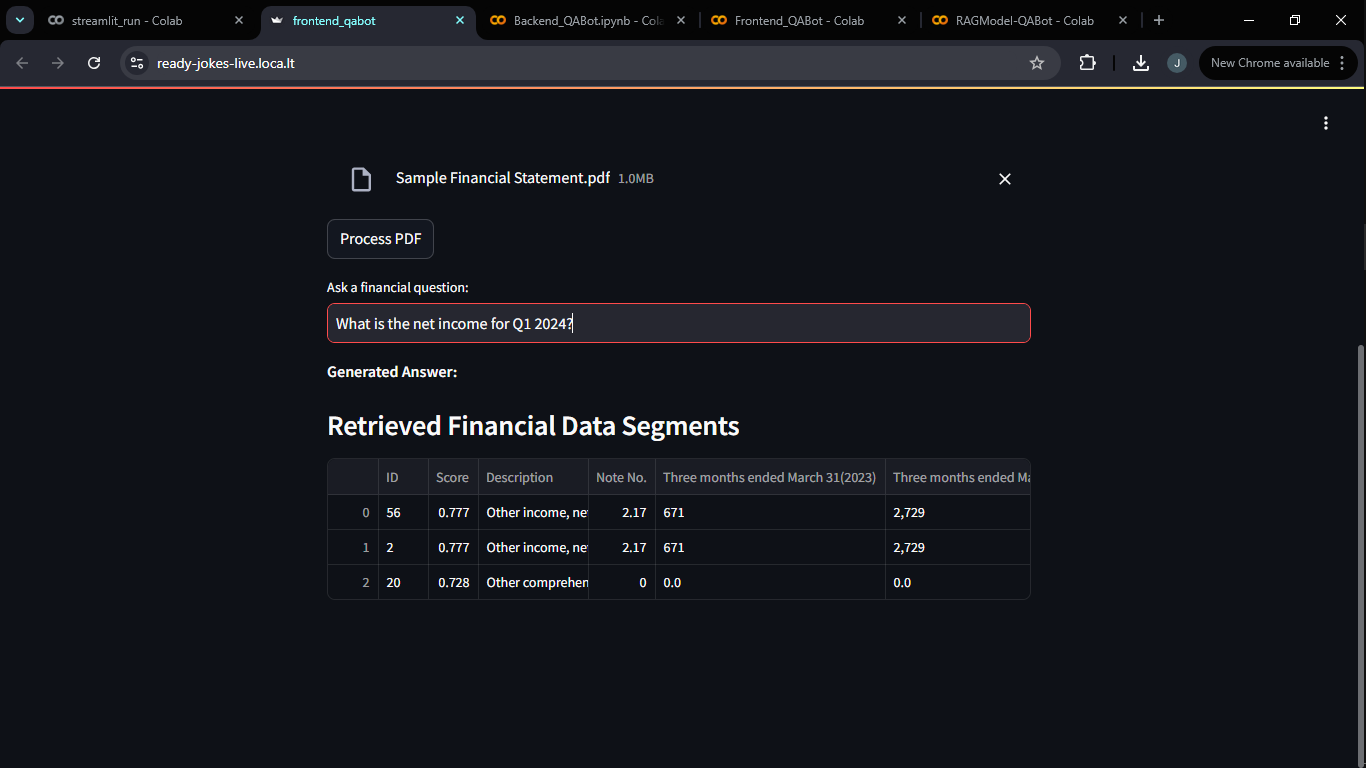 streamlit_run - Colab
frontend_qabot
Backend_QABot.ipynb - Cola
Frontend_QABot - Colab
RAGModel-QABot - Colab
ready-jokes-live.loca.lt
J
New Chrome available
Sample Financial Statement.pdf 1.0MB
Process PDF
Ask a financial question:
What is the net income for Q1 2024?
Generated Answer:
Retrieved Financial Data Segments
ID Score Description Note No. Three months ended March 31(2023) Three months ended Ma
0 56 0.777 Other income, ne 2.17 671 2,729
1 2 0.777 Other income, ne 2.17 671 2,729
2 20 0.728 Other comprehen 0 0.0 0.0